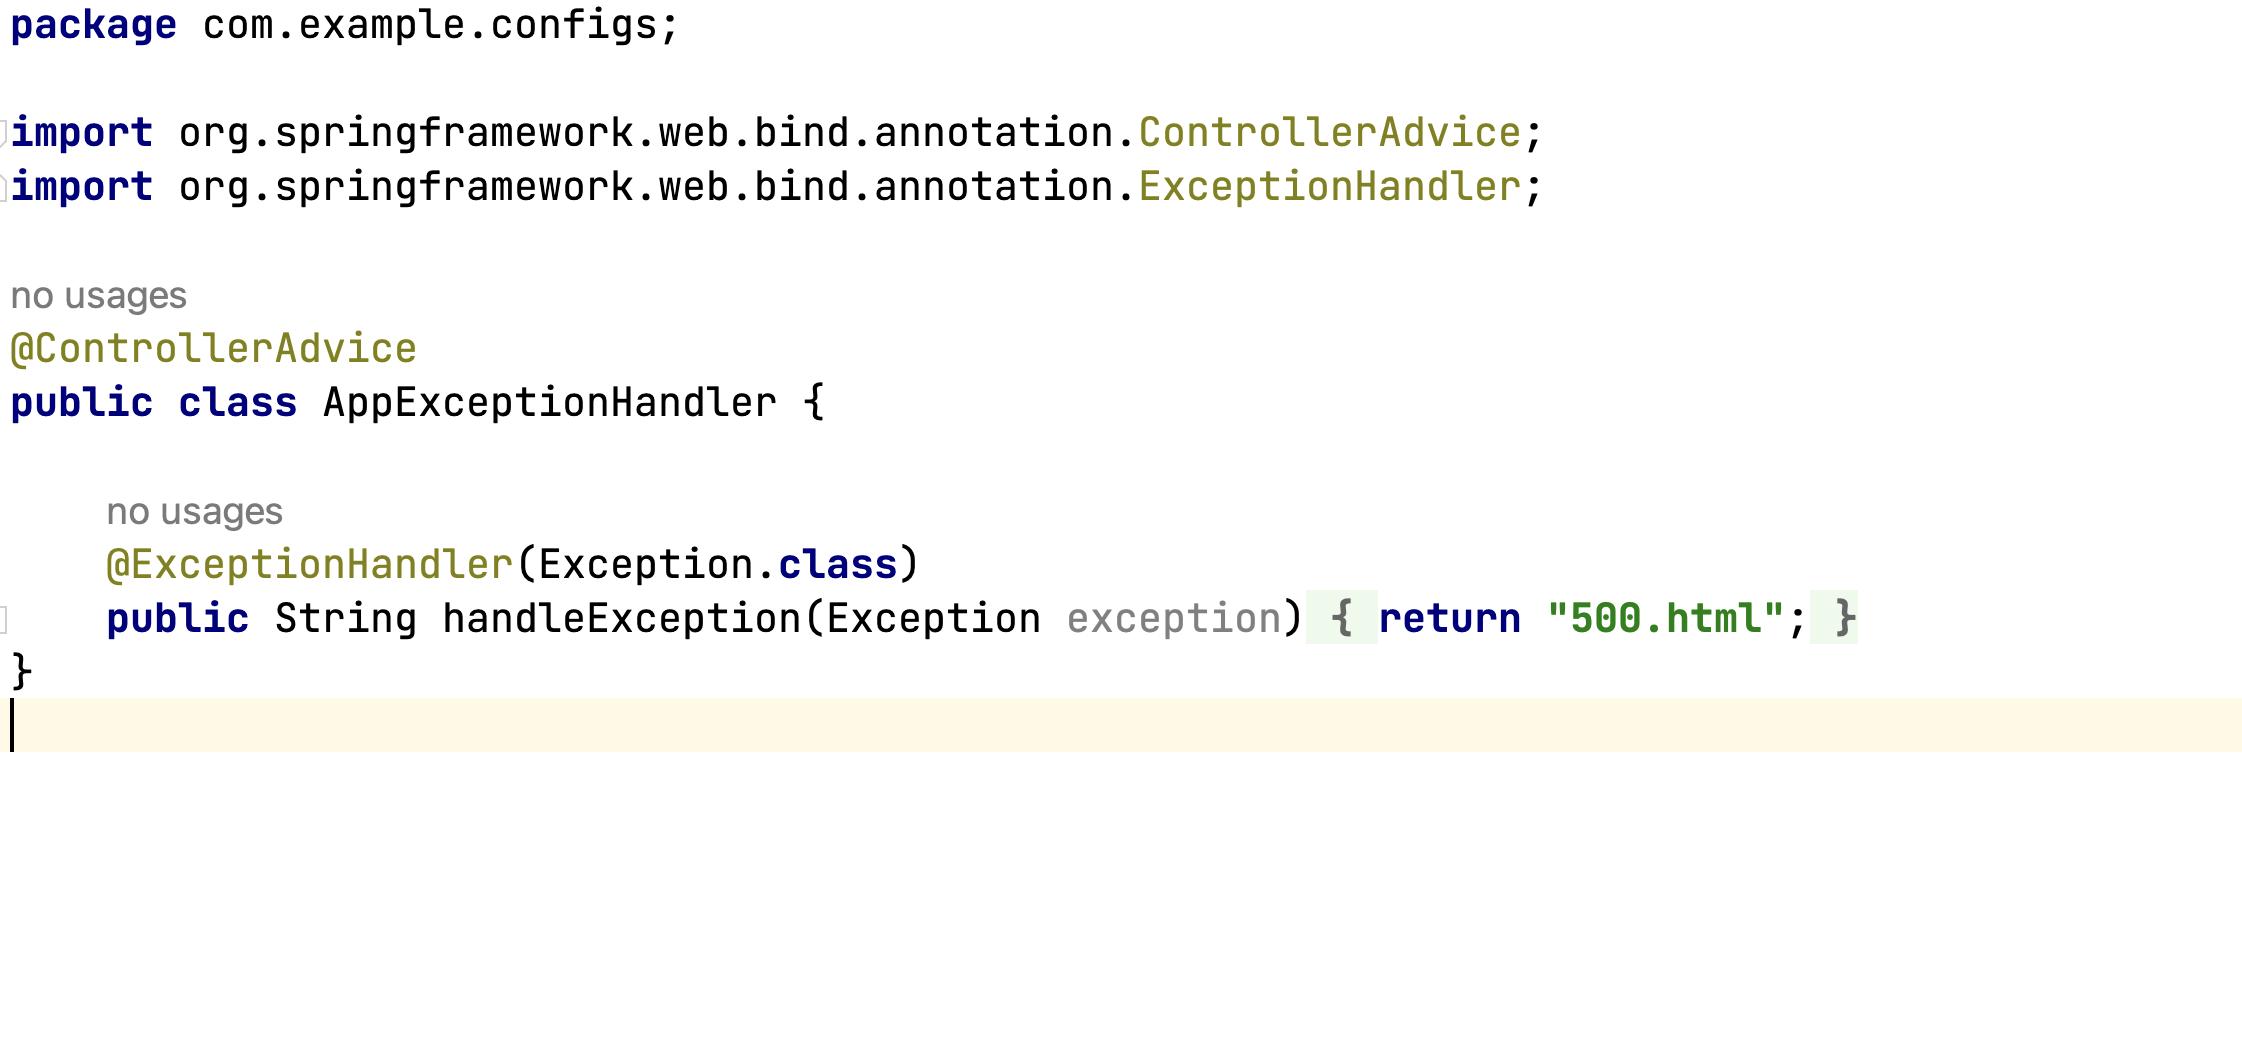 package com.example.configs;
import org.springframework.web.bind.annotation.ControllerAdvice;
import org.springframework.web.bind.annotation.ExceptionHandler;
no usages
@ControllerAdvice
public class AppExceptionHandler {
no usages
@ExceptionHandler(Exception.class)
public String handleException(Exception exception) { return "500.html"; }
}